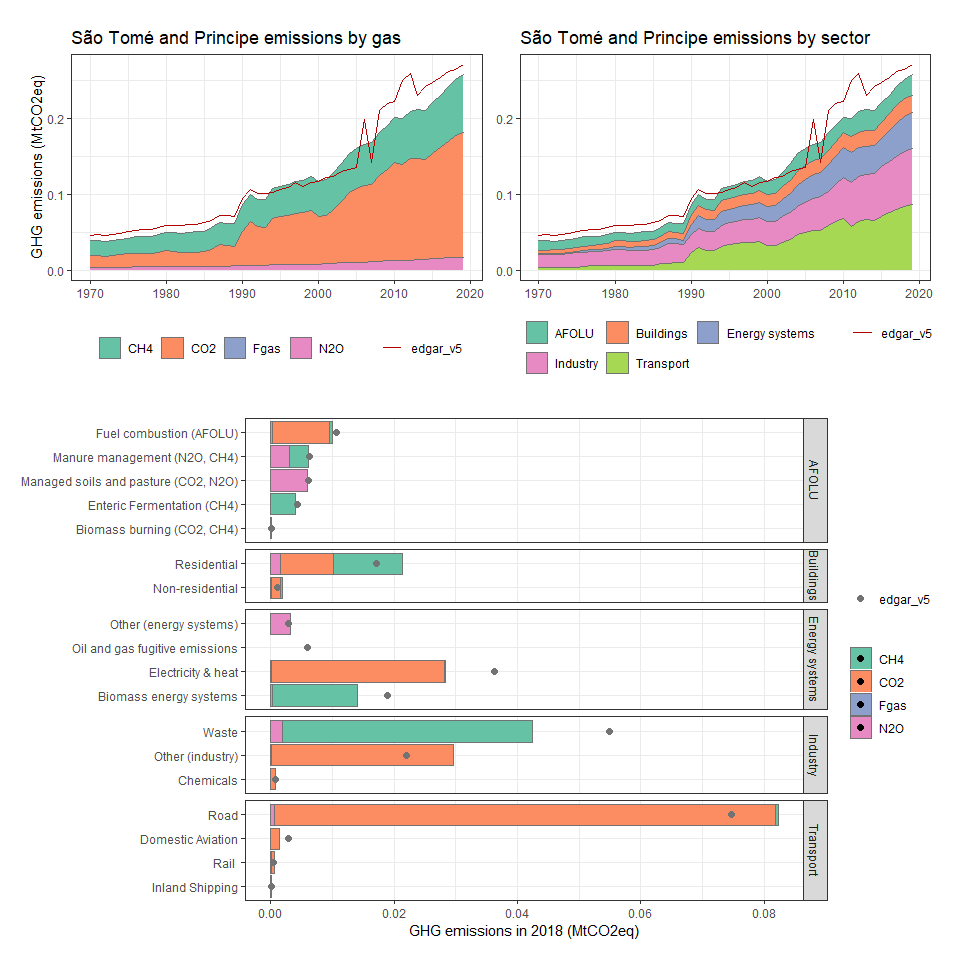 São Tomé and Principe emissions by gas
GHG emissions (MtCO2eq)
0.2
0.1
0.0
1970 1980 1990 2000 2010 2020
CH4 CO2 Fgas N2O edgar_v5
São Tomé and Principe emissions by sector
0.2
0.1
0.0
1970 1980 1990 2000 2010 2020
AFOLU Buildings Energy systems edgar_v5
Industry Transport
Fuel combustion (AFOLU)
Manure management (N2O, CH4)
Managed soils and pasture (CO2, N2O)
Enteric Fermentation (CH4)
Biomass burning (CO2, CH4)
AFOLU
Residential
Non-residential
Buildings
Other (energy systems)
Oil and gas fugitive emissions
Electricity & heat
Biomass energy systems
Energy systems
Waste
Other (industry)
Chemicals
Industry
Road
Domestic Aviation
Rail
Inland Shipping
Transport
0.00 0.02 0.04 0.06 0.08
GHG emissions in 2018 (MtCO2eq)
edgar_v5
CH4
CO2
Fgas
N2O